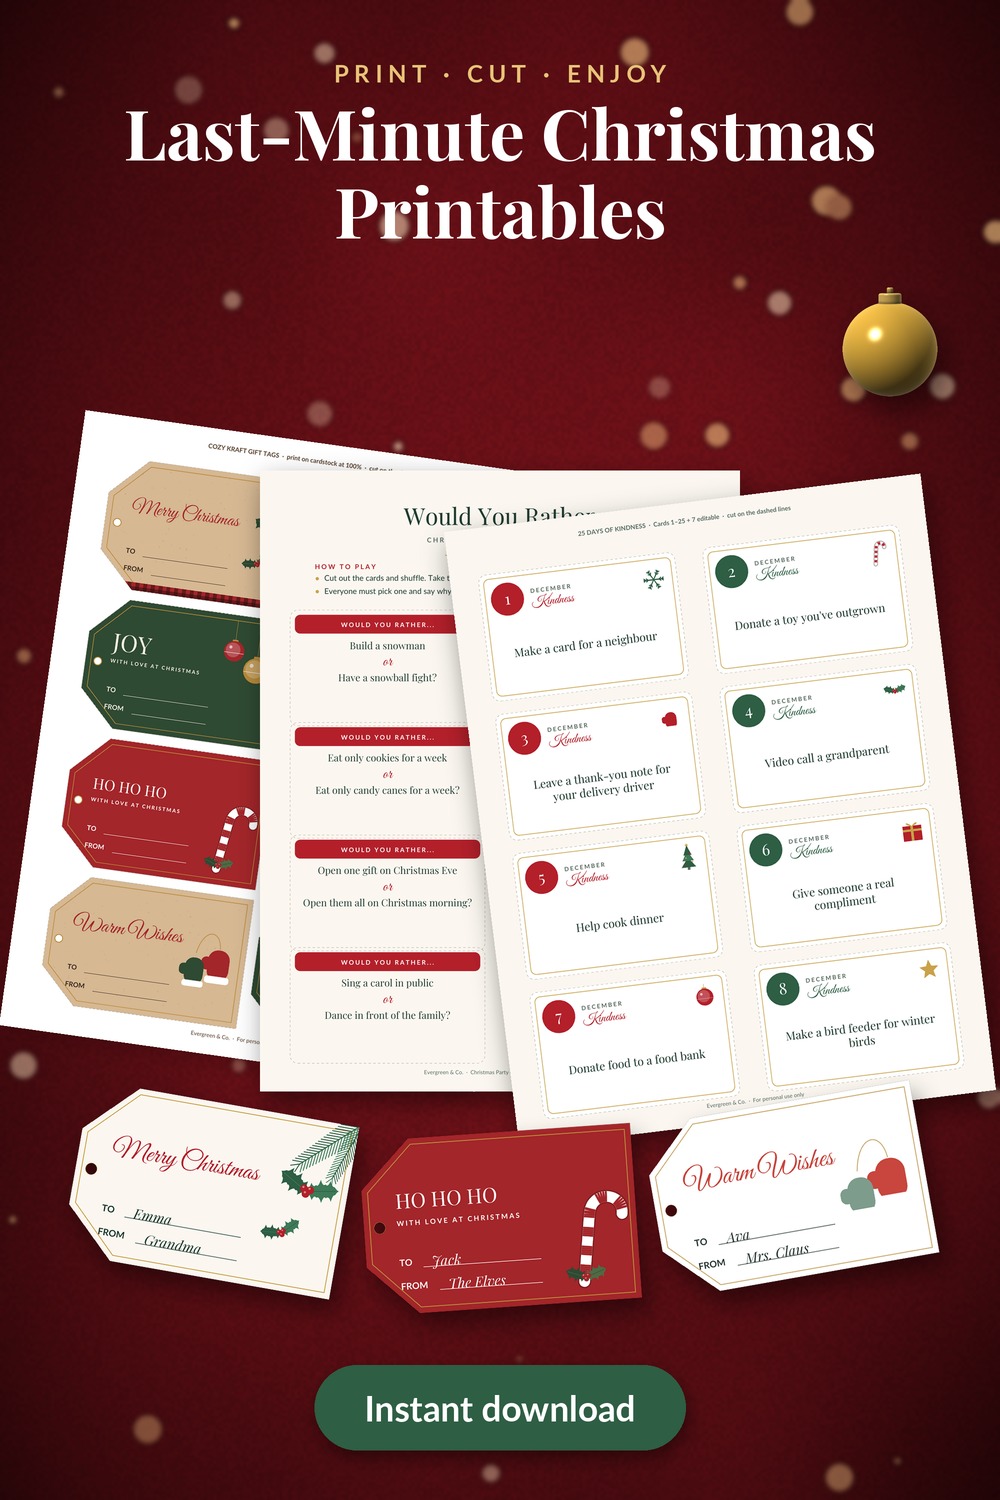 PRINT · CUT · ENJOY
Last-Minute Christmas
Printables
COZY KRAFT GIFT TAGS · print on cardstock at 100% ·
Merry Christmas
TO
FROM
JOY
WITH LOVE AT CHRISTMAS
TO
FROM
HO HO HO
WITH LOVE AT CHRISTMAS
TO
FROM
Warm Wishes
TO
FROM
Evergreen & Co. · For
Would You Rather
HOW TO PLAY
Cut out the cards and shuffle. Take
Everyone must pick one and say why
WOULD YOU RATHER...
Build a snowman
or
Have a snowball fight?
WOULD YOU RATHER...
Eat only cookies for a week
or
Eat only candy canes for a week?
WOULD YOU RATHER...
Open one gift on Christmas Eve
or
Open them all on Christmas morning?
WOULD YOU RATHER...
Sing a carol in public
or
Dance in front of the family?
Evergreen & Co. · Christmas Party
25 DAYS OF KINDNESS · Cards 1–25 + 7 editable · cut on the dashed lines
1
DECEMBER
Kindness
Make a card for a neighbour
2
DECEMBER
Kindness
Donate a toy you've outgrown
3
DECEMBER
Kindness
Leave a thank-you note for
your delivery driver
4
DECEMBER
Kindness
Video call a grandparent
5
DECEMBER
Kindness
Help cook dinner
6
DECEMBER
Kindness
Give someone a real
compliment
7
DECEMBER
Kindness
Donate food to a food bank
8
DECEMBER
Kindness
Make a bird feeder for winter
birds
Evergreen & Co. · For personal use only
Merry Christmas
TO Emma
FROM Grandma
HO HO HO
WITH LOVE AT CHRISTMAS
TO Jack
FROM The Elves
Warm Wishes
TO Ava
FROM Mrs. Claus
Instant download